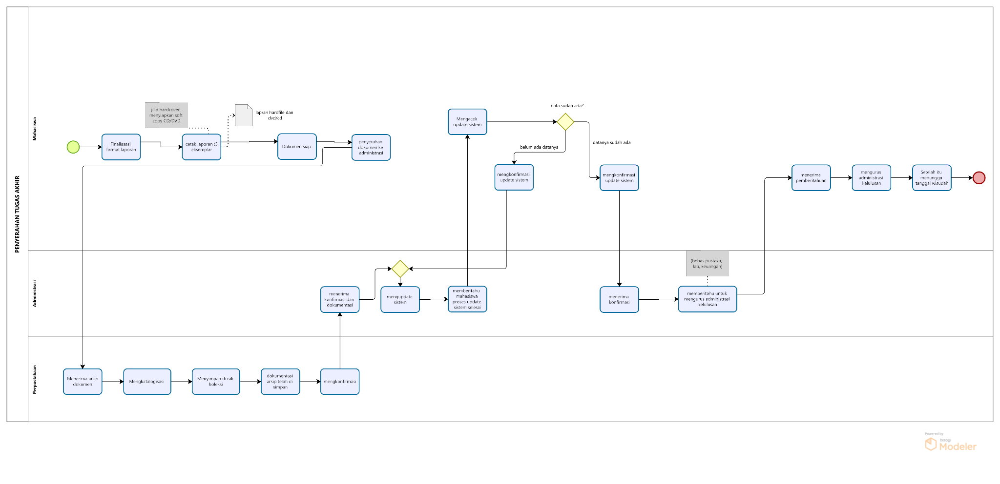 PENYERAHAN TUGAS AKHIR
Mahasiswa
jilid hardcover,
menyiapkan soft
copy CD/DVD
lapran hardfile dan
dvd/cd
Finaliasasi
format laporan
cetak laporan (5
eksemplar
Dokumen siap
penyerahan
dokumen ke
administrasi
Mengecek
update sistem
data sudah ada?
belum ada datanya
datanya sudah ada
mengkonfirmasi
update sistem
mengkonfirmasi
update sistem
menerima
pemberitahuan
mengurus
administrasi
kelulusan
Setelah itu
menunggu
tanggal wisudah
Administrasi
menerima
konfirmasi dan
dokumentasi
mengupdate
sistem
memberitahu
mahasiswa
proses update
sistem selesai
menerima
konfirmasi
(bebas pustaka,
lab, keuangan)
memberitahu untuk
mengurus administrasi
kelulusan
Perpustakaan
Menerima arsip
dokumen
Mengkatalogisasi
Menyimpan di rak
koleksi
dokumentasi
arsip telah di
simpan
mengkonfirmasi
Powered by
bizagi
Modeler